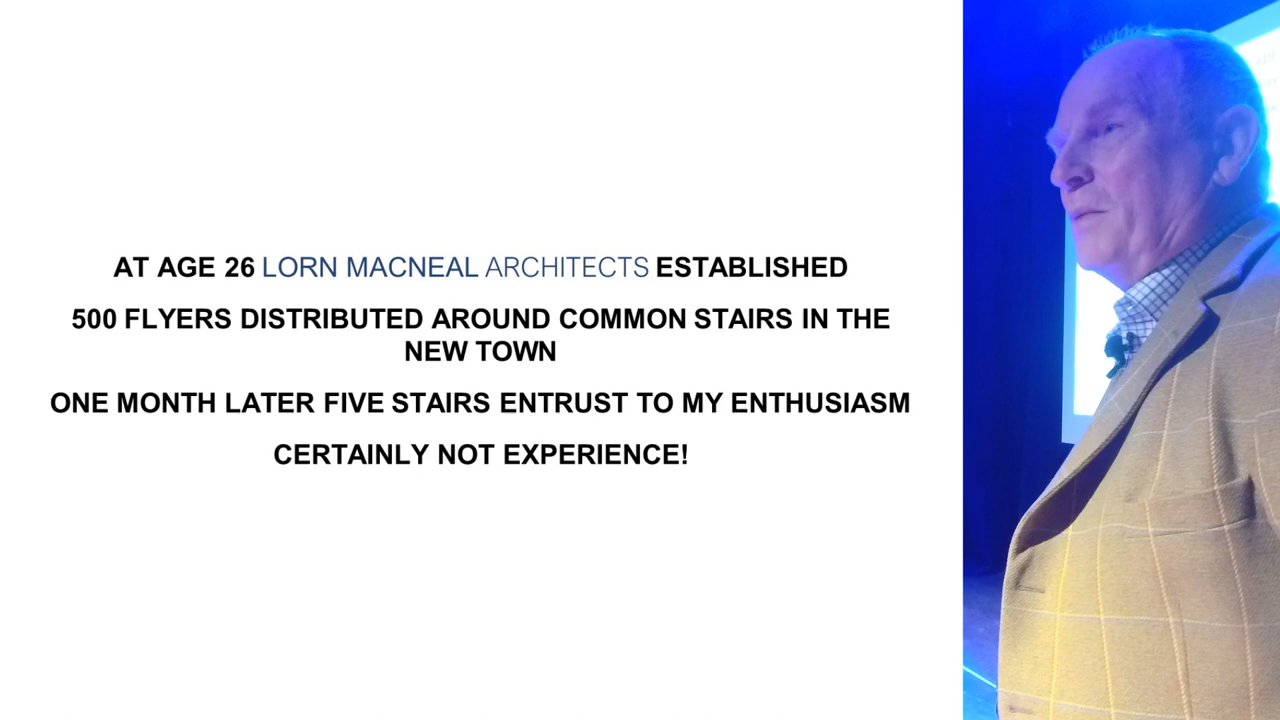 AT AGE 26 LORN MACNEAL ARCHITECTS ESTABLISHED
500 FLYERS DISTRIBUTED AROUND COMMON STAIRS IN THE
NEW TOWN
ONE MONTH LATER FIVE STAIRS ENTRUST TO MY ENTHUSIASM
CERTAINLY NOT EXPERIENCE!